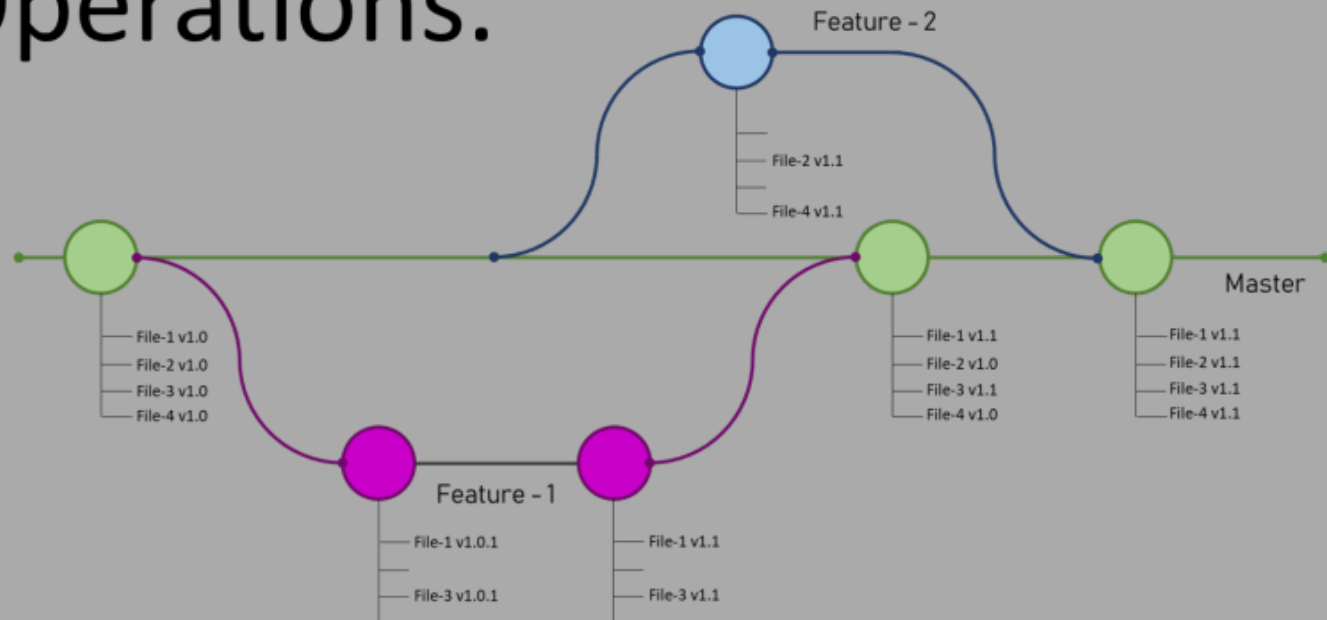 Operations.
Feature - 2
File-2 v1.1
File-4 v1.1
Master
File-1 v1.0
File-2 v1.0
File-3 v1.0
File-4 v1.0
File-1 v1.1
File-2 v1.0
File-3 v1.1
File-4 v1.0
File-1 v1.1
File-2 v1.1
File-3 v1.1
File-4 v1.1
Feature - 1
File-1 v1.0.1
File-3 v1.0.1
File-1 v1.1
File-3 v1.1